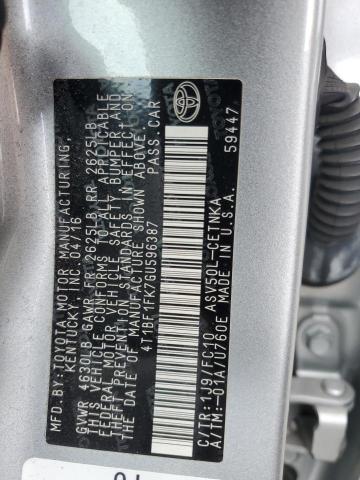 MFD. BY: TOYOTA MOTOR MANUFACTURING,
KENTUCKY, INC. 04/16
GVWR 4630LB GAWR FR 2625LB RR 2625LB
THIS VEHICLE CONFORMS TO ALL APPLICABLE
FEDERAL MOTOR VEHICLE SAFETY BUMPER, AND
THEFT PREVENTION STANDARDS IN EFFECT ON
THE DATE OF MANUFACTURE SHOWN ABOVE.
4T1BF1FK7GU596387 PASS.CAR
C/TR:1J9/FC10 ASV50L-CETNKA
A/TM:-01A/U760E MADE IN U.S.A.
59447
TOYOTA